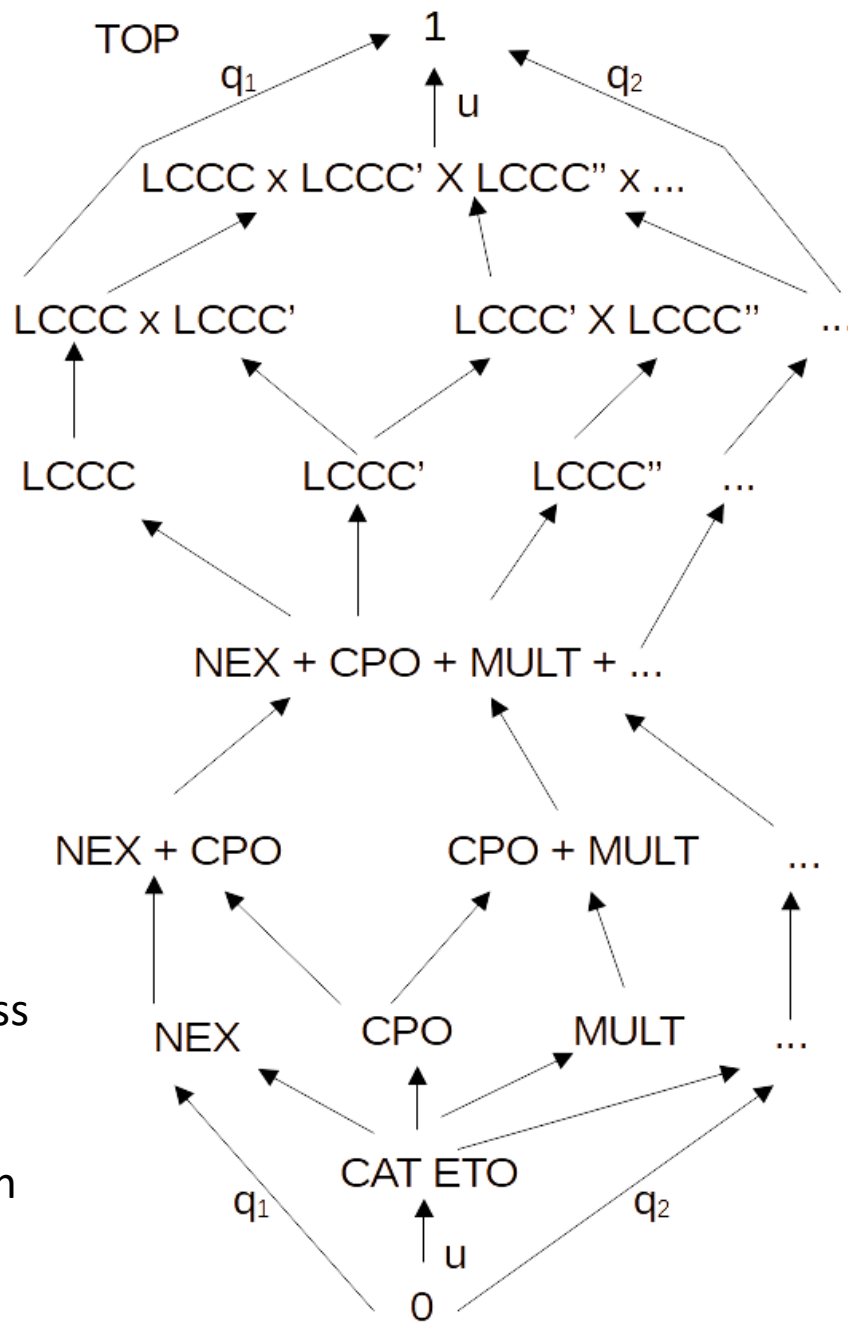 TOP
1
q₁
q₂
u
LCCC x LCCC' X LCCC'' x ...
LCCC x LCCC'
LCCC' X LCCC''
...
LCCC
LCCC'
LCCC''
...
NEX + CPO + MULT + ...
NEX + CPO
CPO + MULT
...
ss
NEX
CPO
MULT
...
CAT ETO
n
q₁
q₂
u
0